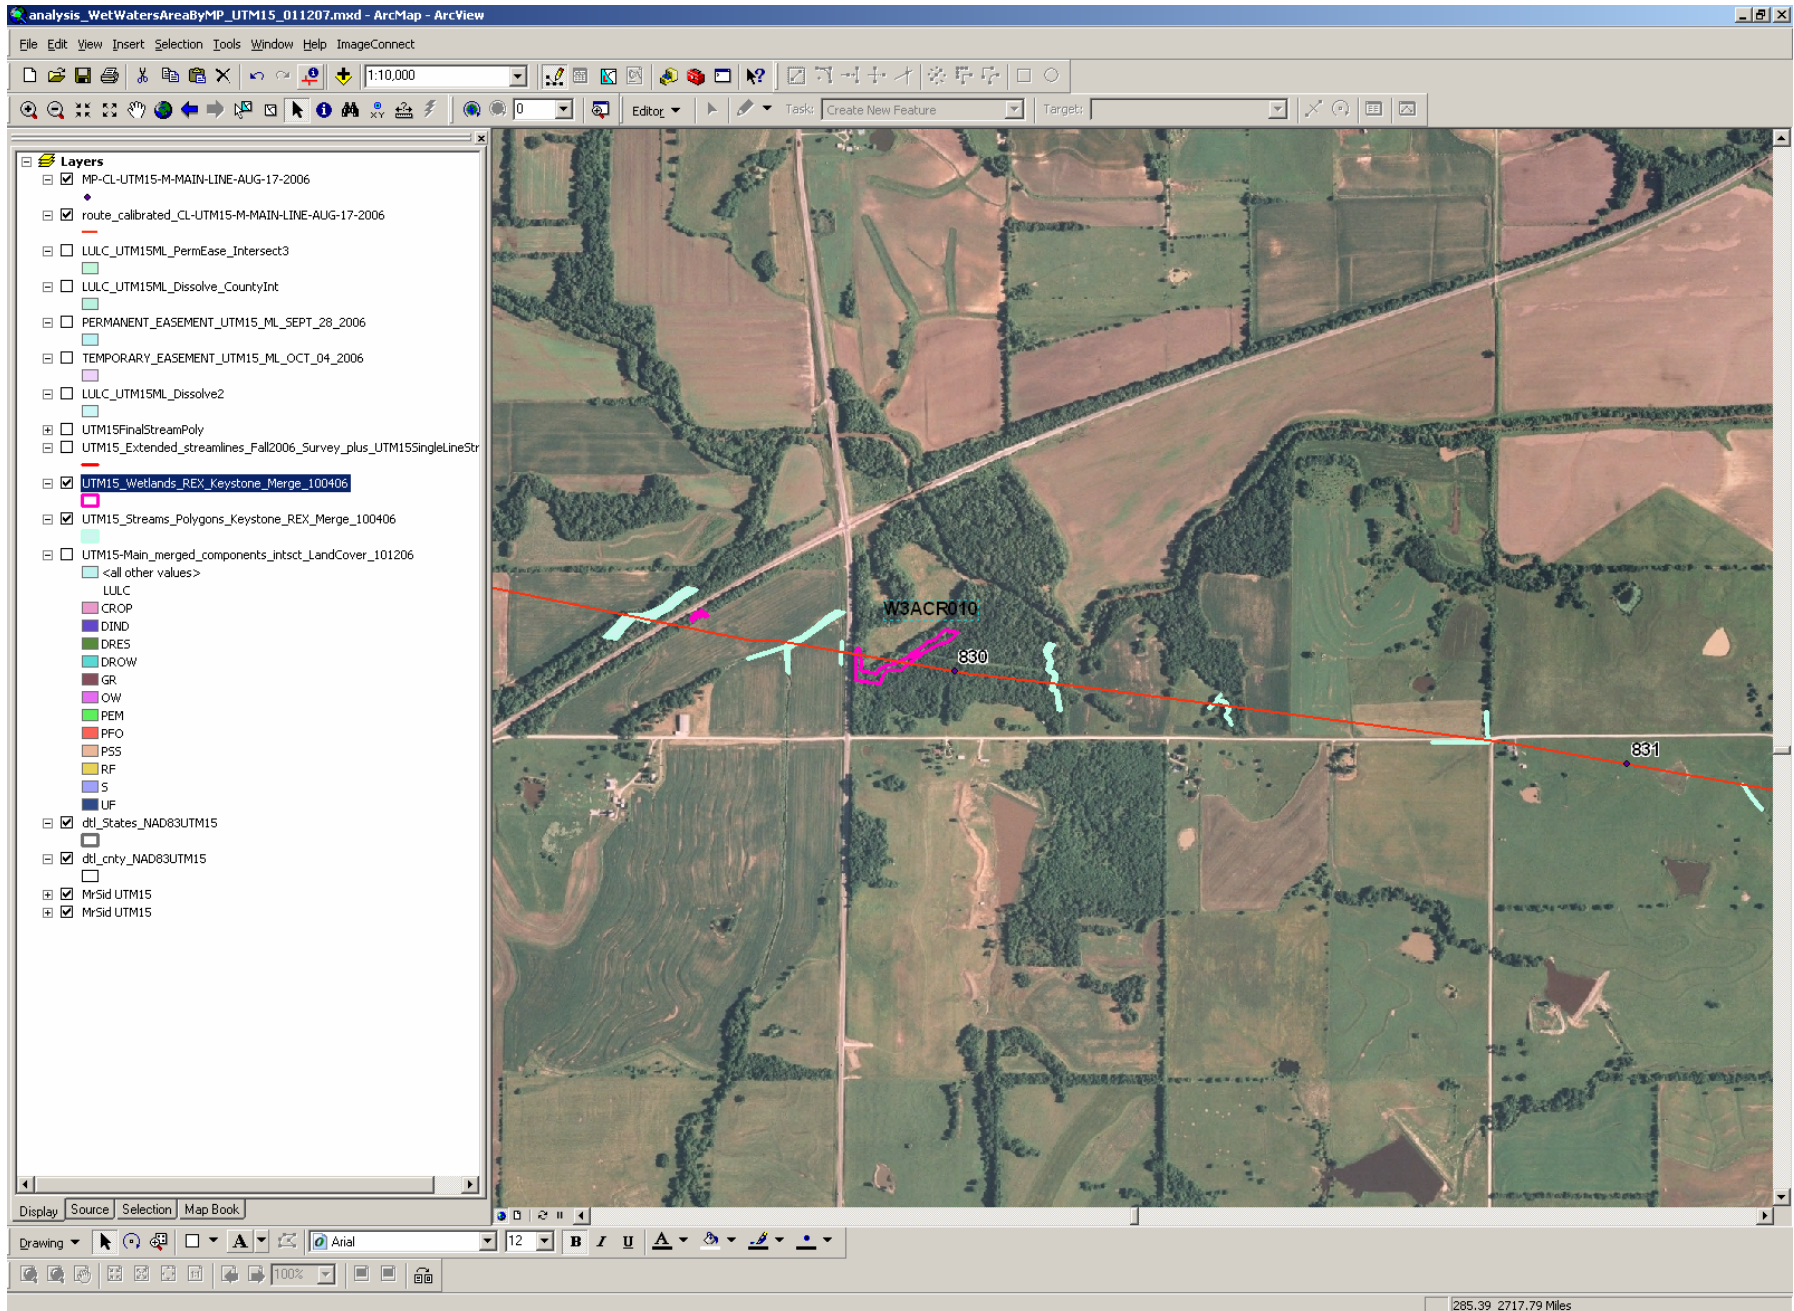 analysis_WetWatersAreaByMP_UTM15_011207.mxd - ArcMap - ArcView
File Edit View Insert Selection Tools Window Help ImageConnect
1:10,000
0
Editor
Task: Create New Feature
Target:
Layers
MP-CL-UTM15-M-MAIN-LINE-AUG-17-2006
route_calibrated_CL-UTM15-M-MAIN-LINE-AUG-17-2006
LULC_UTM15ML_PermEase_Intersect3
LULC_UTM15ML_Dissolve_CountyInt
PERMANENT_EASEMENT_UTM15_ML_SEPT_28_2006
TEMPORARY_EASEMENT_UTM15_ML_OCT_04_2006
LULC_UTM15ML_Dissolve2
UTM15FinalStreamPoly
UTM15_Extended_streamlines_Fall2006_Survey_plus_UTM15SingleLineStr
UTM15_Wetlands_REX_Keystone_Merge_100406
UTM15_Streams_Polygons_Keystone_REX_Merge_100406
UTM15-Main_merged_components_intsct_LandCover_101206
<all other values>
LULC
CROP
DIND
DRES
DROW
GR
OW
PEM
PFO
PSS
RF
S
UF
dtl_States_NAD83UTM15
dtl_cnty_NAD83UTM15
MrSid UTM15
MrSid UTM15
W3ACR010
830
831
Display Source Selection Map Book
Drawing
A
Arial
12
B I U A
100%
285.39 2717.79 Miles